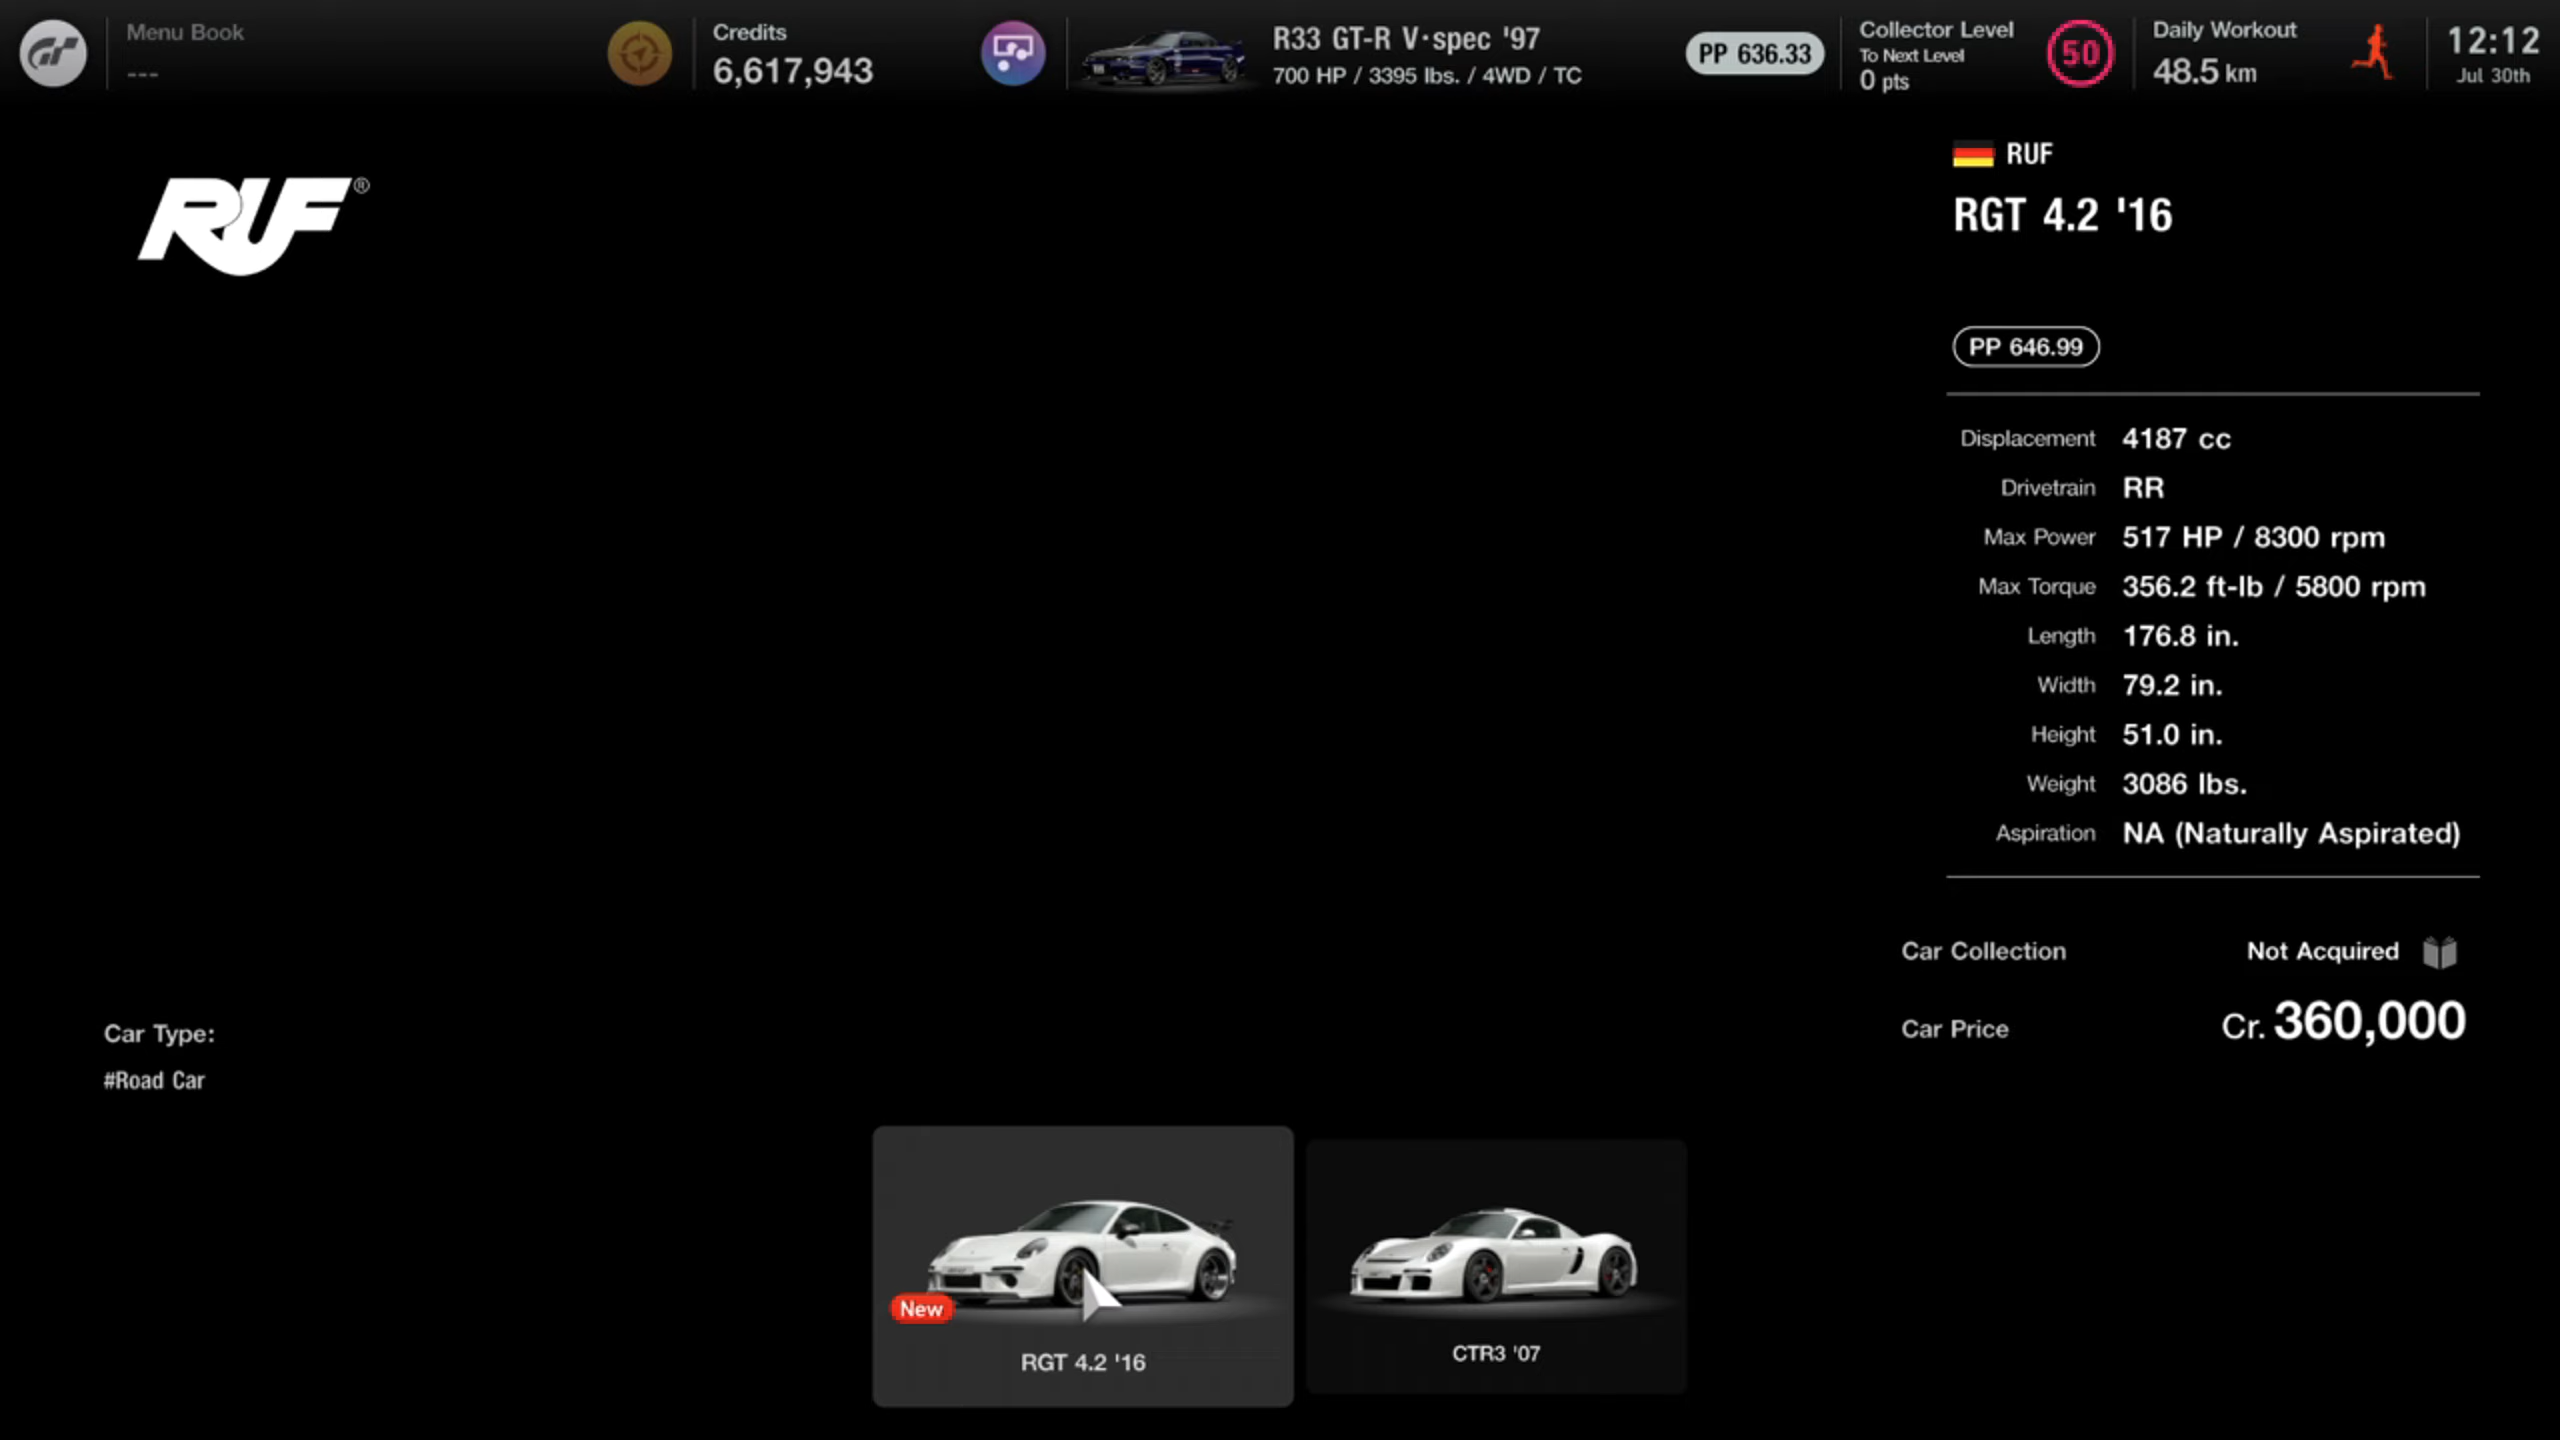 Menu Book
---
Credits
6,617,943
R33 GT-R V·spec '97
700 HP / 3395 lbs. / 4WD / TC
PP 636.33
Collector Level
To Next Level
0 pts
50
Daily Workout
48.5 km
12:12
Jul 30th
RUF®
RUF
RGT 4.2 '16
PP 646.99
Displacement 4187 cc
Drivetrain RR
Max Power 517 HP / 8300 rpm
Max Torque 356.2 ft-lb / 5800 rpm
Length 176.8 in.
Width 79.2 in.
Height 51.0 in.
Weight 3086 lbs.
Aspiration NA (Naturally Aspirated)
Car Collection Not Acquired
Car Price Cr. 360,000
Car Type:
#Road Car
New
RGT 4.2 '16
CTR3 '07